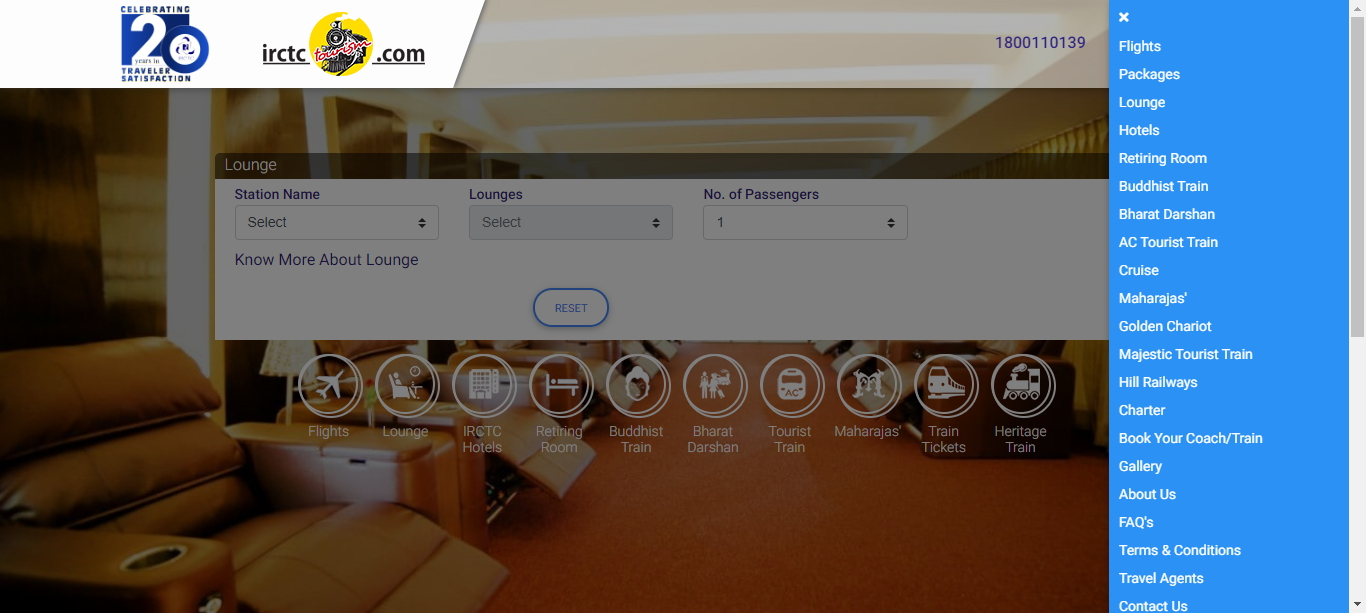 CELEBRATING
20
years in
TRAVELER
SATISFACTION
irctc tourism .com
1800110139
Lounge
Station Name
Lounges
No. of Passengers
Select
Select
1
Know More About Lounge
RESET
Flights
Lounge
IRCTC
Hotels
Retiring
Room
Buddhist
Train
Bharat
Darshan
AC
Tourist
Train
Maharajas'
Train
Tickets
Heritage
Train
×
Flights
Packages
Lounge
Hotels
Retiring Room
Buddhist Train
Bharat Darshan
AC Tourist Train
Cruise
Maharajas'
Golden Chariot
Majestic Tourist Train
Hill Railways
Charter
Book Your Coach/Train
Gallery
About Us
FAQ's
Terms & Conditions
Travel Agents
Contact Us